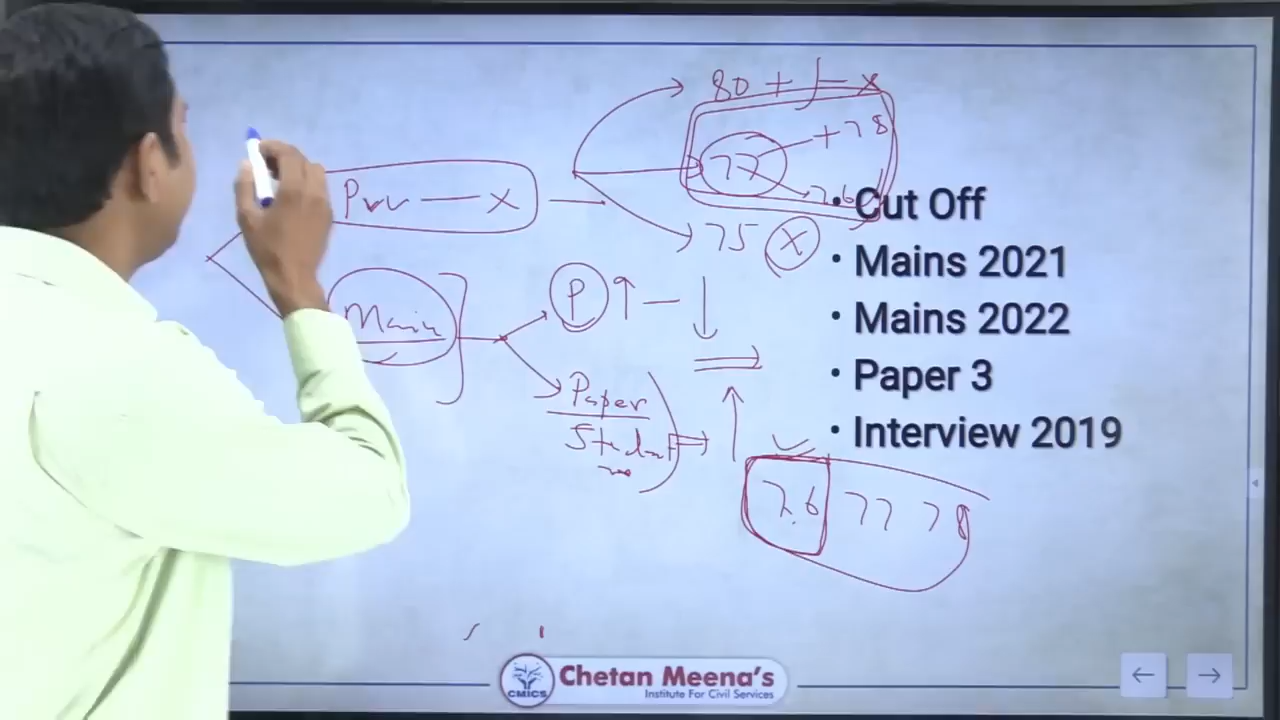 80 +
77
+ 78
76
Prv — X
75 X
• Cut Off
• Mains 2021
• Mains 2022
• Paper 3
• Interview 2019
Main
P
Paper
Student
76 77 78
CMICS
Chetan Meena's
Institute For Civil Services